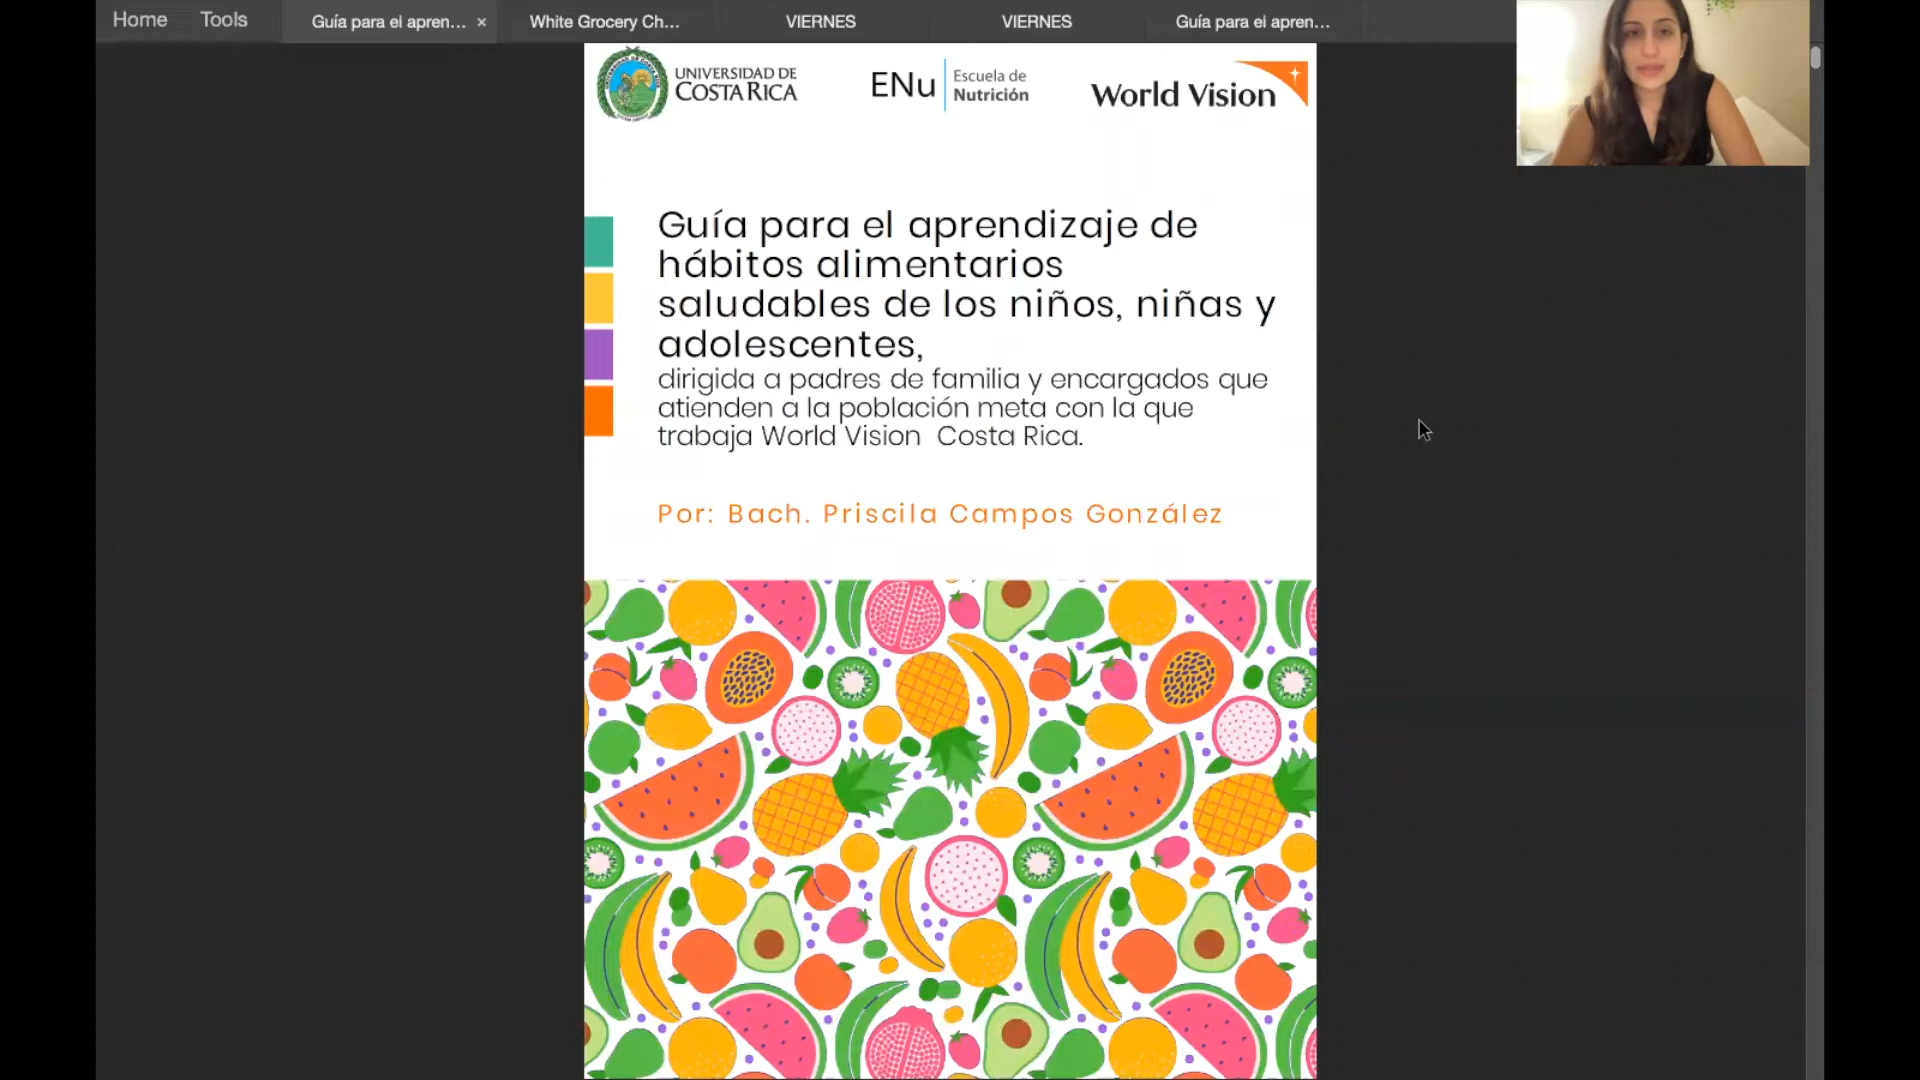 Home
Tools
Guía para el apren... ×
White Grocery Ch...
VIERNES
VIERNES
Guía para el apren...
UNIVERSIDAD DE
COSTA RICA
ENu
Escuela de
Nutrición
World Vision
Guía para el aprendizaje de
hábitos alimentarios
saludables de los niños, niñas y
adolescentes,
dirigida a padres de familia y encargados que
atienden a la población meta con la que
trabaja World Vision Costa Rica.
Por: Bach. Priscila Campos González